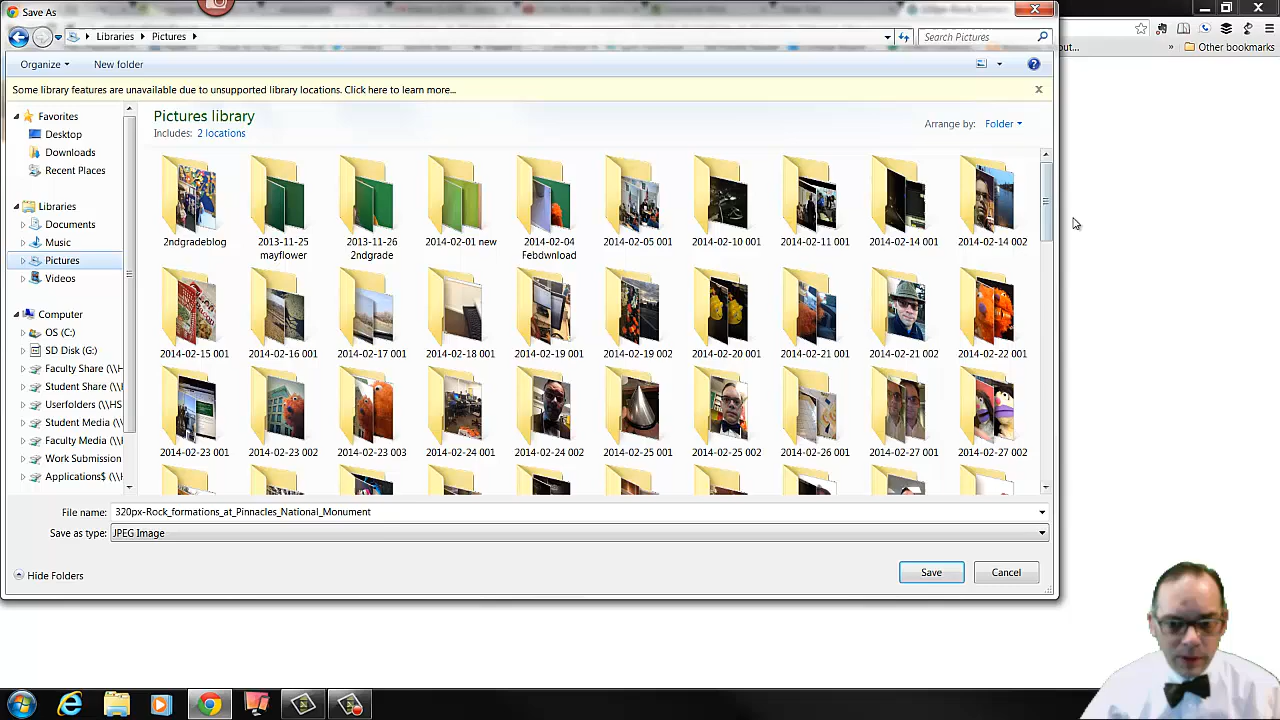 Save As
Libraries
Pictures
Search Pictures
Organize
New folder
Some library features are unavailable due to unsupported library locations. Click here to learn more...
Favorites
Desktop
Downloads
Recent Places
Libraries
Documents
Music
Pictures
Videos
Computer
OS (C:)
SD Disk (G:)
Faculty Share (\\H
Student Share (\\H
Userfolders (\\HS
Student Media (\\
Faculty Media (\\
Work Submission
Applications$ (\\
Pictures library
Includes: 2 locations
Arrange by: Folder
2ndgradeblog
2013-11-25 mayflower
2013-11-26 2ndgrade
2014-02-01 new
2014-02-04 Febdwnload
2014-02-05 001
2014-02-10 001
2014-02-11 001
2014-02-14 001
2014-02-14 002
2014-02-15 001
2014-02-16 001
2014-02-17 001
2014-02-18 001
2014-02-19 001
2014-02-19 002
2014-02-20 001
2014-02-21 001
2014-02-21 002
2014-02-22 001
2014-02-23 001
2014-02-23 002
2014-02-23 003
2014-02-24 001
2014-02-24 002
2014-02-25 001
2014-02-25 002
2014-02-26 001
2014-02-27 001
2014-02-27 002
File name: 320px-Rock_formations_at_Pinnacles_National_Monument
Save as type: JPEG Image
Hide Folders
Save
Cancel
out...
» Other bookmarks